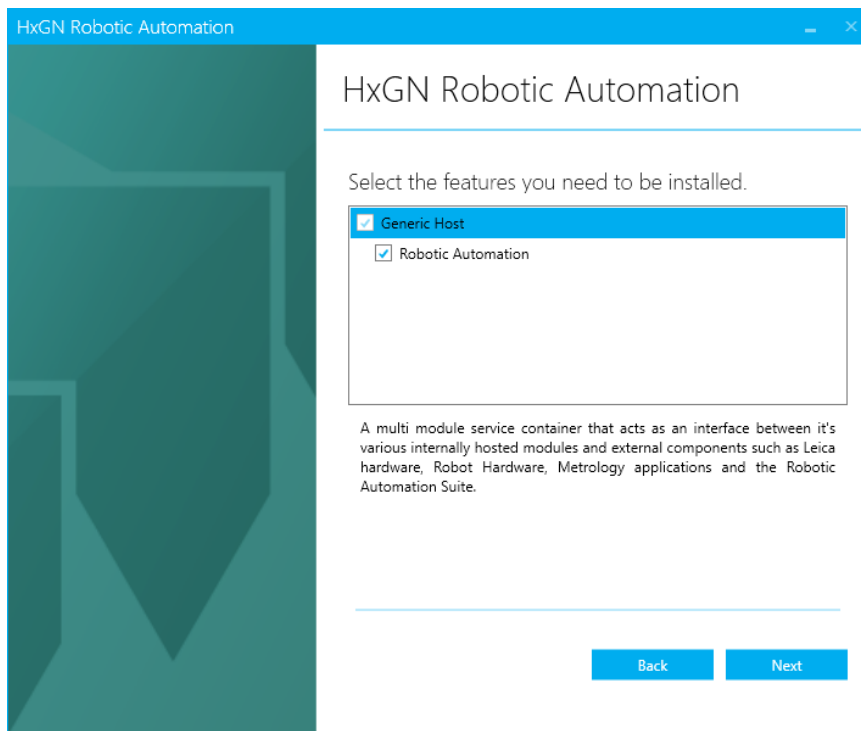 HxGN Robotic Automation
HxGN Robotic Automation
Select the features you need to be installed.
Generic Host
Robotic Automation
A multi module service container that acts as an interface between it's
various internally hosted modules and external components such as Leica
hardware, Robot Hardware, Metrology applications and the Robotic
Automation Suite.
Back
Next